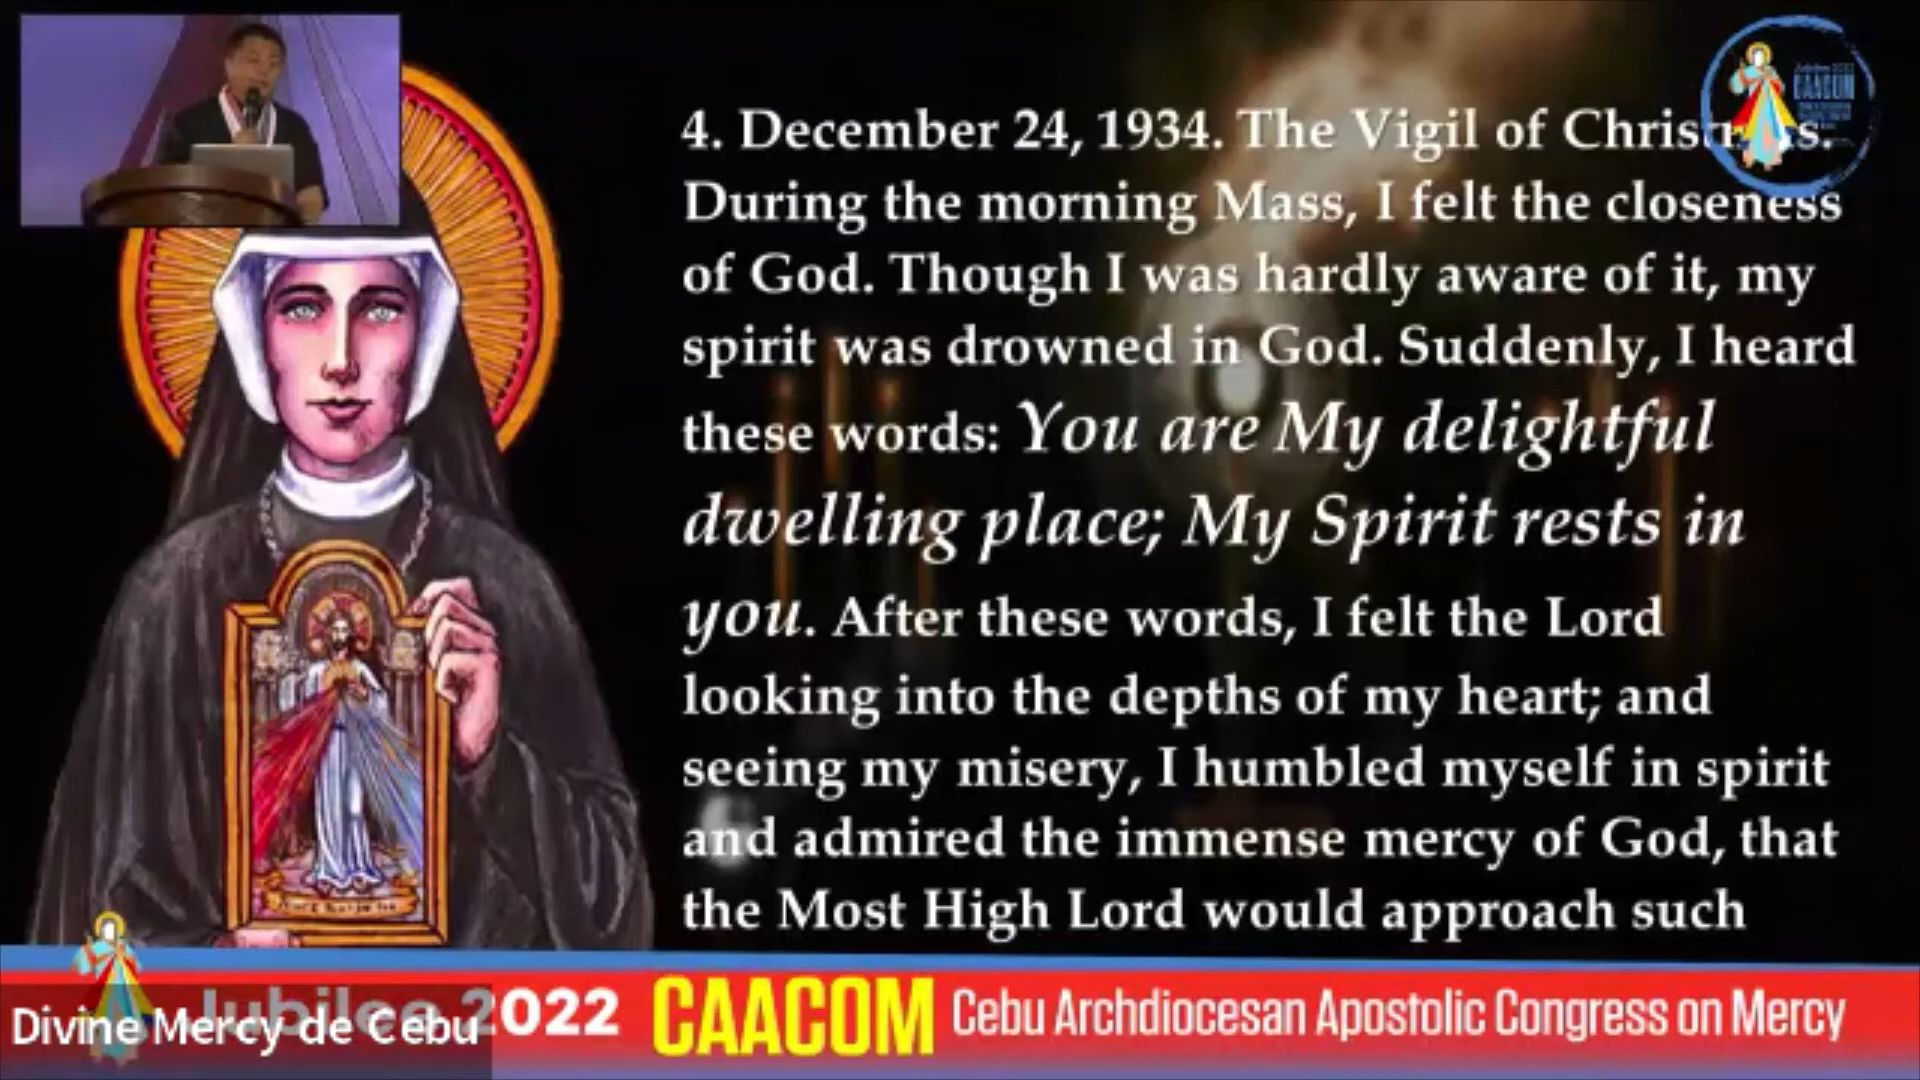 4. December 24, 1934. The Vigil of
During the morning Mass, I felt the closeness
of God. Though I was hardly aware of it, my
spirit was drowned in God. Suddenly, I heard
these words: You are My delightful
dwelling place; My Spirit rests in
you. After these words, I felt the Lord
looking into the depths of my heart; and
seeing my misery, I humbled myself in spirit
and admired the immense mercy of God, that
the Most High Lord would approach such
CAACOM
Jubilee 2022 CAACOM Cebu Archdiocesan Apostolic Congress on Mercy
Divine Mercy de Cebu